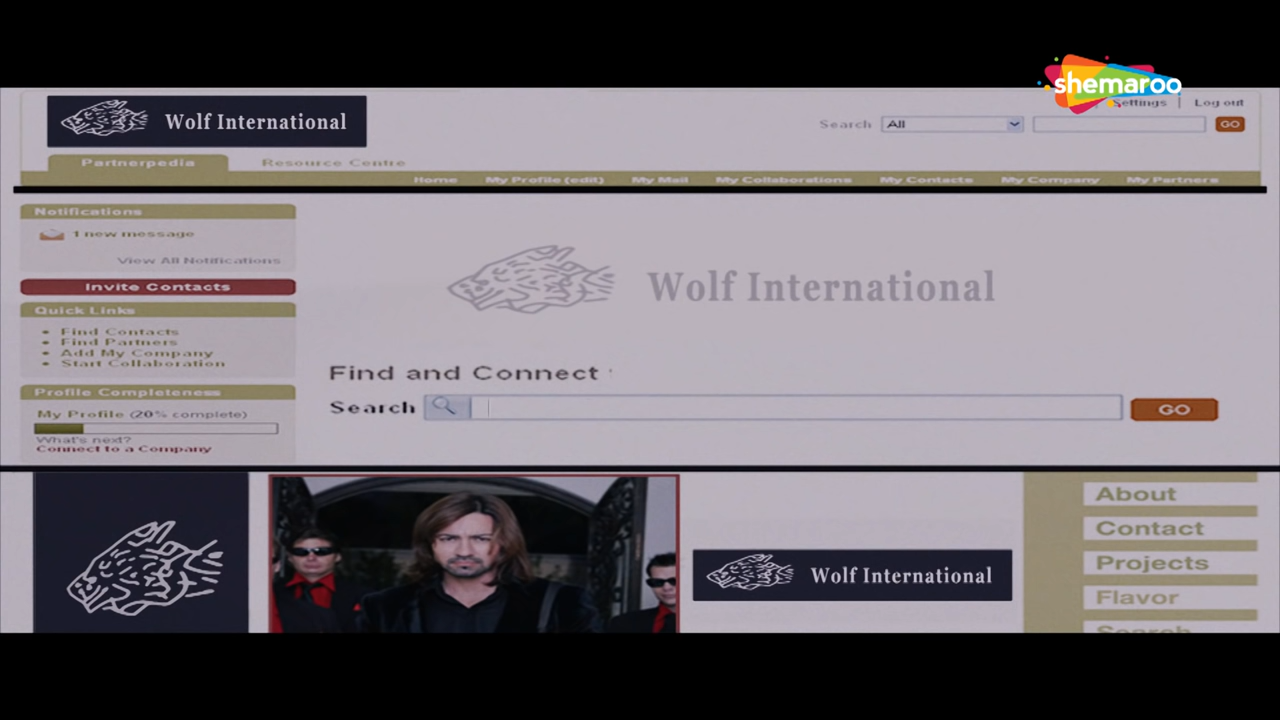 shemaroo
Settings | Log out
Wolf International
Search All GO
Partnerpedia Resource Centre
Home My Profile (edit) My Mail My Collaborations My Contacts My Company My Partners
Notifications
1 new message
View All Notifications
Invite Contacts
Quick Links
Find Contacts
Find Partners
Add My Company
Start Collaboration
Profile Completeness
My Profile (20% complete)
What's next?
Connect to a Company
Wolf International
Find and Connect
Search GO
Wolf International
About
Contact
Projects
Flavor
Search